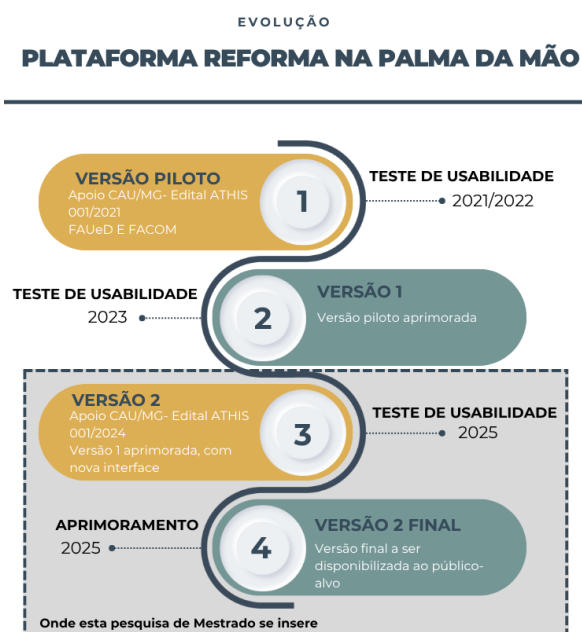 EVOLUÇÃO
PLATAFORMA REFORMA NA PALMA DA MÃO
VERSÃO PILOTO
Apoio CAU/MG- Edital ATHIS
001/2021
FAUeD E FACOM
1
TESTE DE USABILIDADE
2021/2022
TESTE DE USABILIDADE
2023
2
VERSÃO 1
Versão piloto aprimorada
VERSÃO 2
Apoio CAU/MG- Edital ATHIS
001/2024
Versão 1 aprimorada, com
nova interface
3
TESTE DE USABILIDADE
2025
APRIMORAMENTO
2025
4
VERSÃO 2 FINAL
Versão final a ser
disponibilizada ao público-
alvo
Onde esta pesquisa de Mestrado se insere